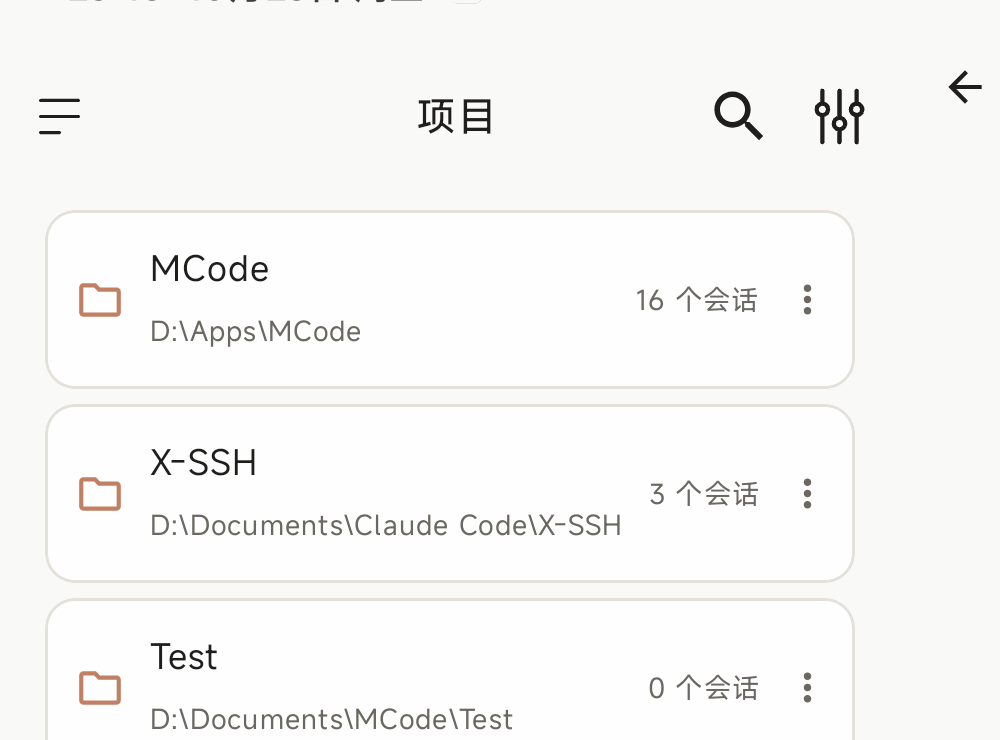 项目
MCode
16 个会话
D:\Apps\MCode
X-SSH
3 个会话
D:\Documents\Claude Code\X-SSH
Test
0 个会话
D:\Documents\MCode\Test